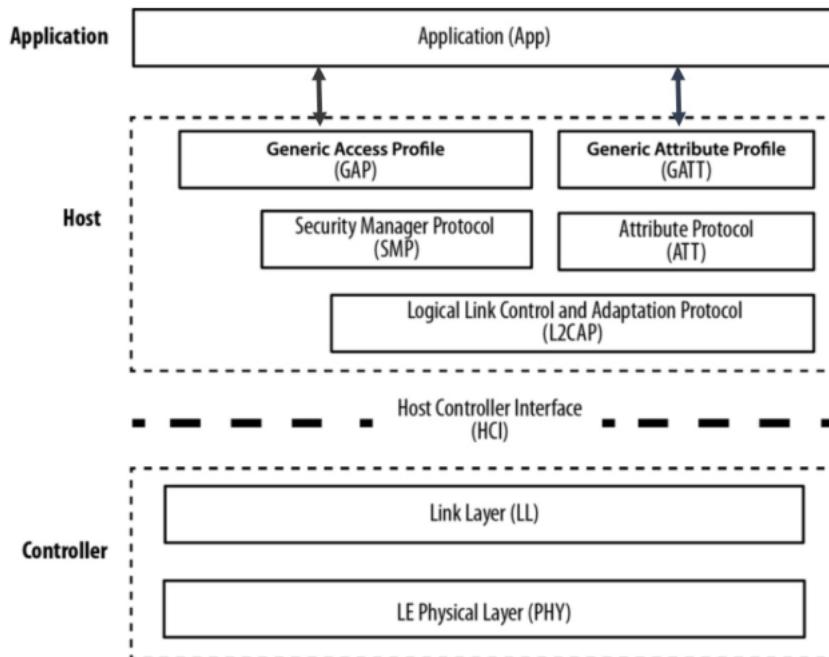 Application
Application (App)
Generic Access Profile
(GAP)
Generic Attribute Profile
(GATT)
Host
Security Manager Protocol
(SMP)
Attribute Protocol
(ATT)
Logical Link Control and Adaptation Protocol
(L2CAP)
Host Controller Interface
(HCI)
Link Layer (LL)
Controller
LE Physical Layer (PHY)